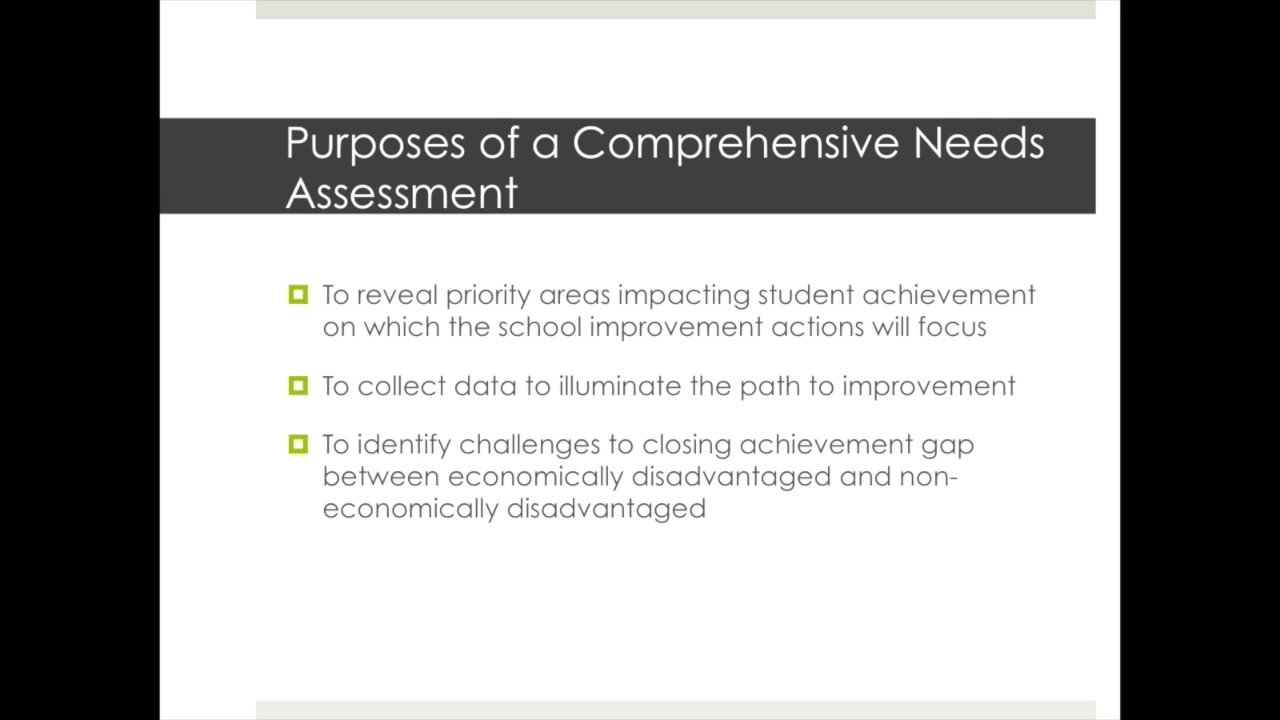 Purposes of a Comprehensive Needs
Assessment
To reveal priority areas impacting student achievement
on which the school improvement actions will focus
To collect data to illuminate the path to improvement
To identify challenges to closing achievement gap
between economically disadvantaged and non-
economically disadvantaged